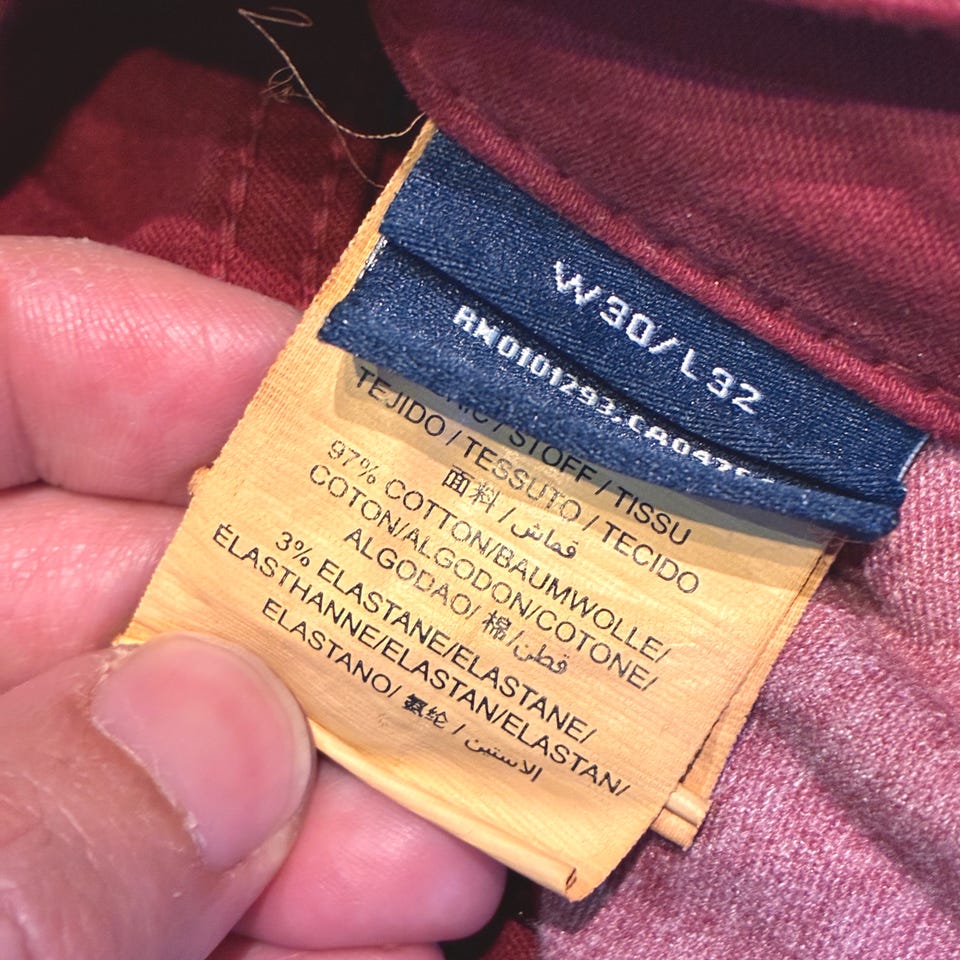 W30/L32
/ STOFF / TISSU
TEJIDO / TESSUTO / TECIDO
面料 / قماش
97% COTTON/BAUMWOLLE/
COTON/ALGODON/COTONE/
ALGODAO/ 棉/قطن
3% ELASTANE/ELASTANE/
ÉLASTHANNE/ELASTAN/ELASTAN/
ELASTANO/ 氨纶 / الاستين